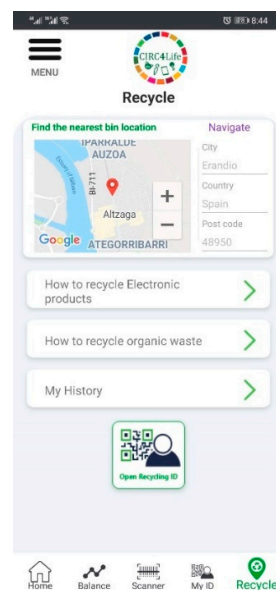 8:44
MENU
CIRC4Life
Recycle
Find the nearest bin location
Navigate
IPARRALDE
AUZOA
BI-711
Altzaga
Google
ATEGORRIBARRI
+
−
City
Erandio
Country
Spain
Post code
48950
How to recycle Electronic
products
How to recycle organic waste
My History
Open Recycling ID
Home
Balance
Scanner
My ID
Recycle